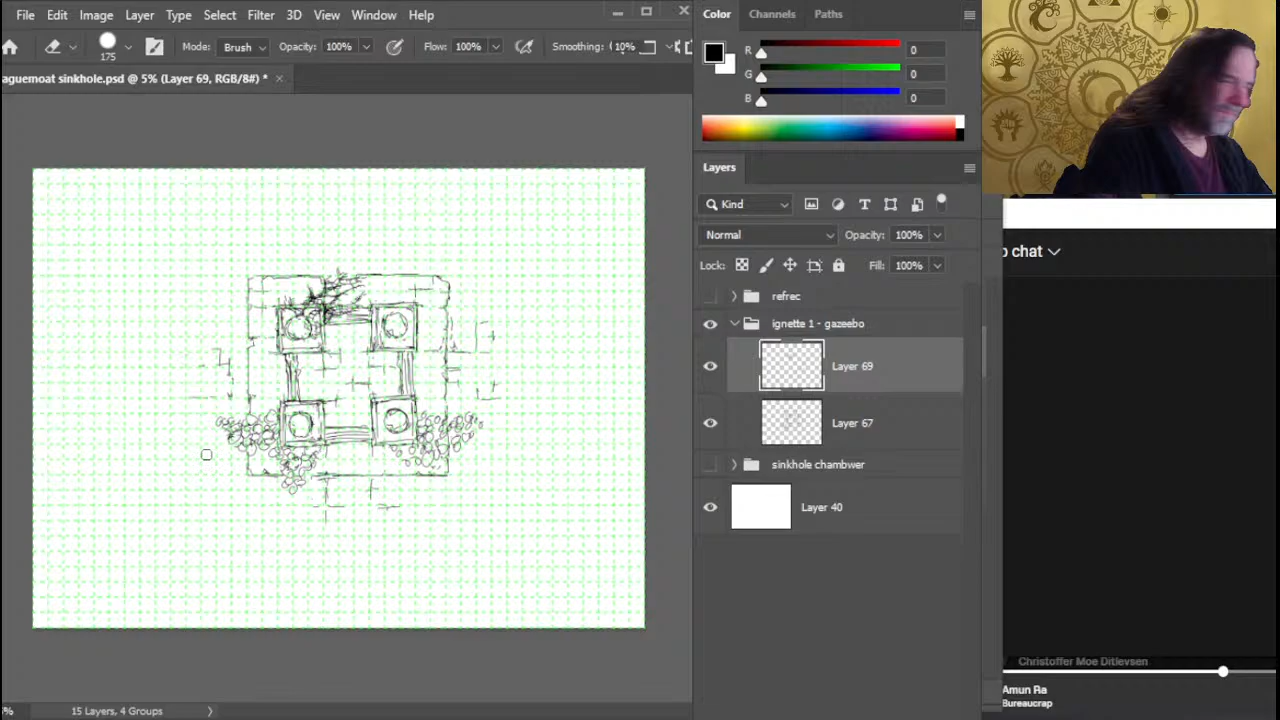 File Edit Image Layer Type Select Filter 3D View Window Help
175 Mode: Brush Opacity: 100% Flow: 100% Smoothing: 10%
aguemoat sinkhole.psd @ 5% (Layer 69, RGB/8#) * ×
Color Channels Paths
R 0
G 0
B 0
Layers
Kind
Normal Opacity: 100%
Lock: Fill: 100%
refrec
ignette 1 - gazeebo
Layer 69
Layer 67
sinkhole chambwer
Layer 40
chat
Christoffer Moe Ditlevsen
Amun Ra
Bureaucrap
% 15 Layers, 4 Groups